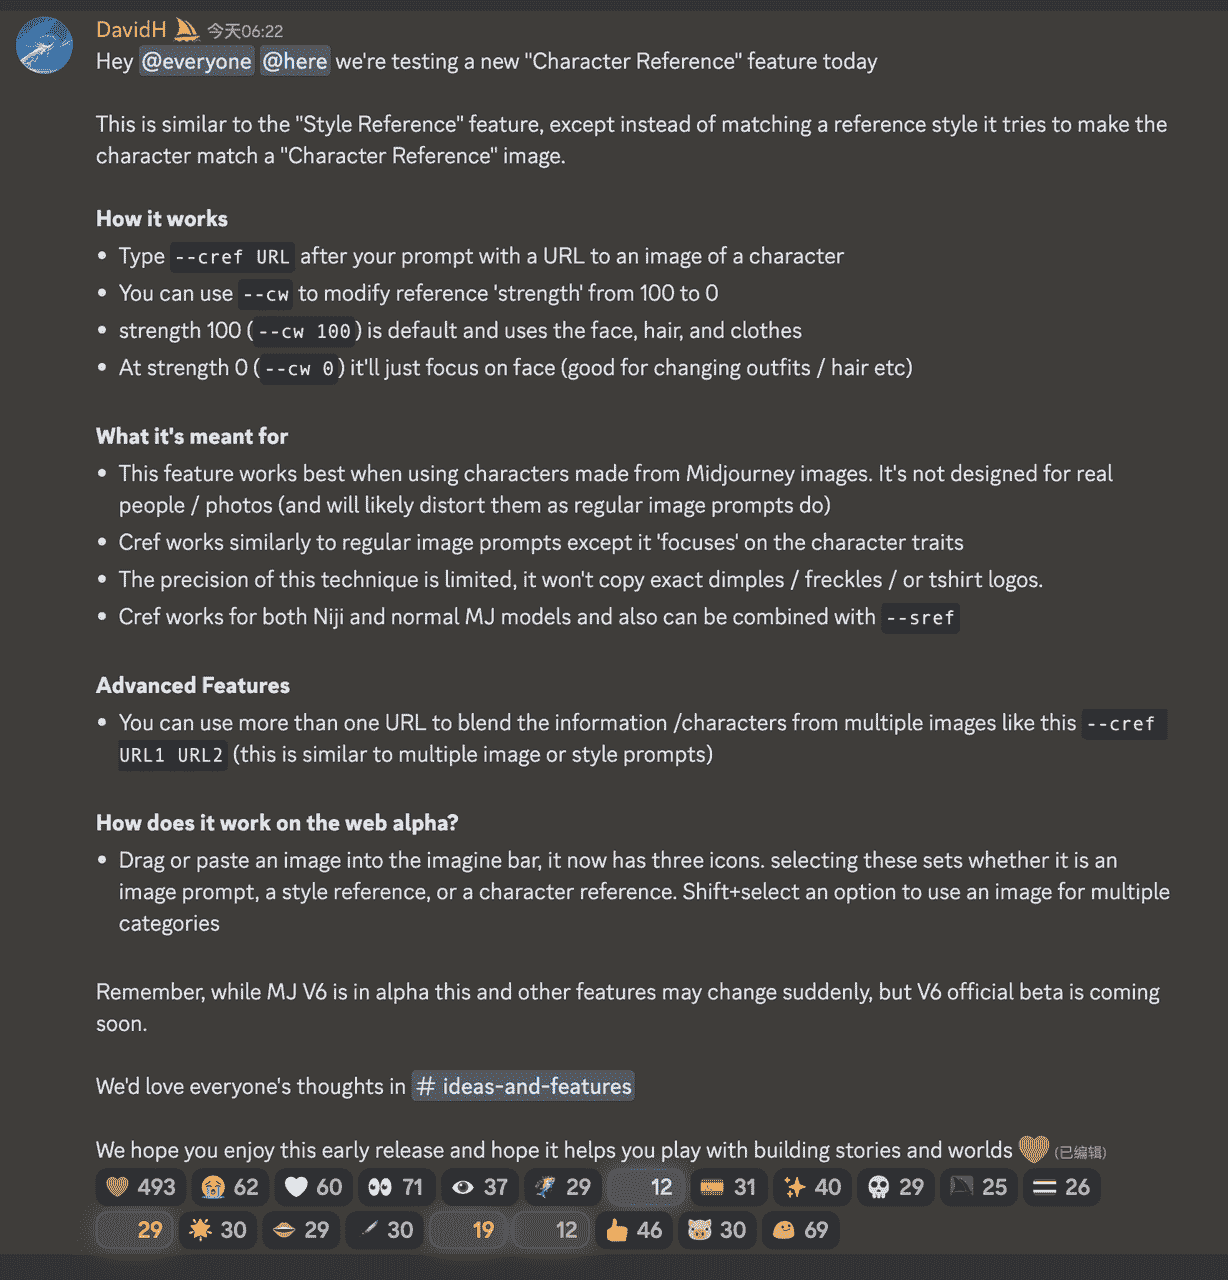 DavidH 今天06:22
Hey @everyone @here we're testing a new "Character Reference" feature today
This is similar to the "Style Reference" feature, except instead of matching a reference style it tries to make the
character match a "Character Reference" image.
How it works
• Type --cref URL after your prompt with a URL to an image of a character
• You can use --cw to modify reference 'strength' from 100 to 0
• strength 100 (--cw 100) is default and uses the face, hair, and clothes
• At strength 0 (--cw 0) it'll just focus on face (good for changing outfits / hair etc)
What it's meant for
• This feature works best when using characters made from Midjourney images. It's not designed for real
people / photos (and will likely distort them as regular image prompts do)
• Cref works similarly to regular image prompts except it 'focuses' on the character traits
• The precision of this technique is limited, it won't copy exact dimples / freckles / or tshirt logos.
• Cref works for both Niji and normal MJ models and also can be combined with --sref
Advanced Features
• You can use more than one URL to blend the information /characters from multiple images like this --cref
URL1 URL2 (this is similar to multiple image or style prompts)
How does it work on the web alpha?
• Drag or paste an image into the imagine bar, it now has three icons. selecting these sets whether it is an
image prompt, a style reference, or a character reference. Shift+select an option to use an image for multiple
categories
Remember, while MJ V6 is in alpha this and other features may change suddenly, but V6 official beta is coming
soon.
We'd love everyone's thoughts in # ideas-and-features
We hope you enjoy this early release and hope it helps you play with building stories and worlds 🧡 (已编辑)
493 62 60 71 37 29 12 31 40 29 25 26
29 30 29 30 19 12 46 30 69